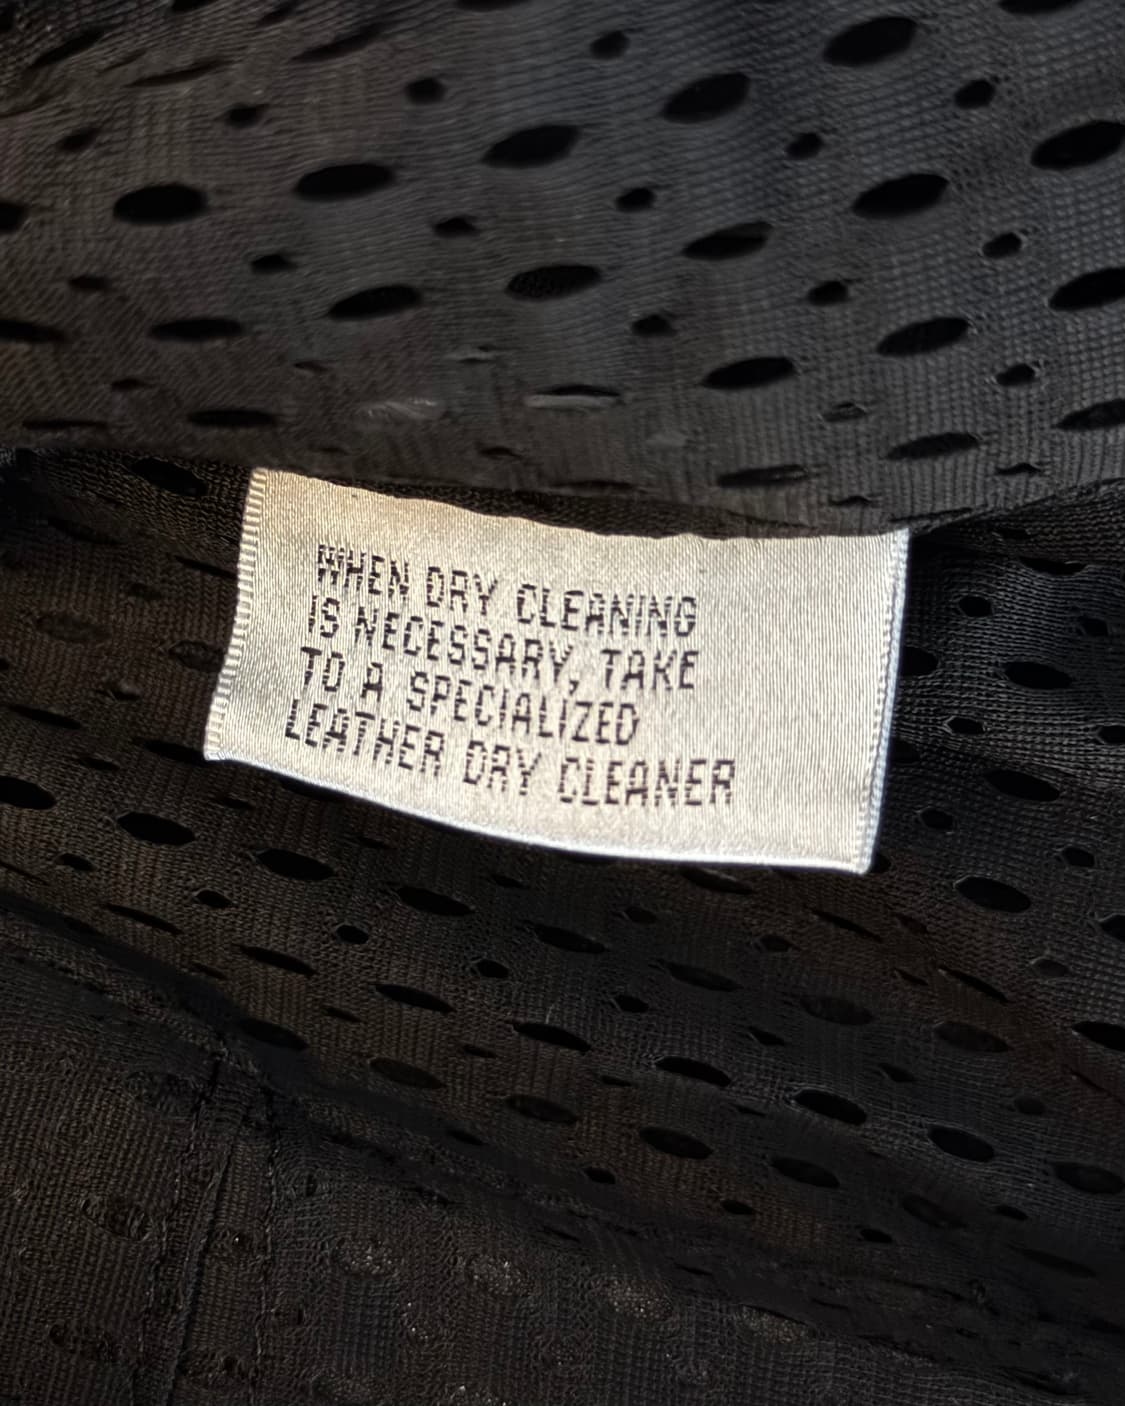 WHEN DRY CLEANING
IS NECESSARY, TAKE
TO A SPECIALIZED
LEATHER DRY CLEANER